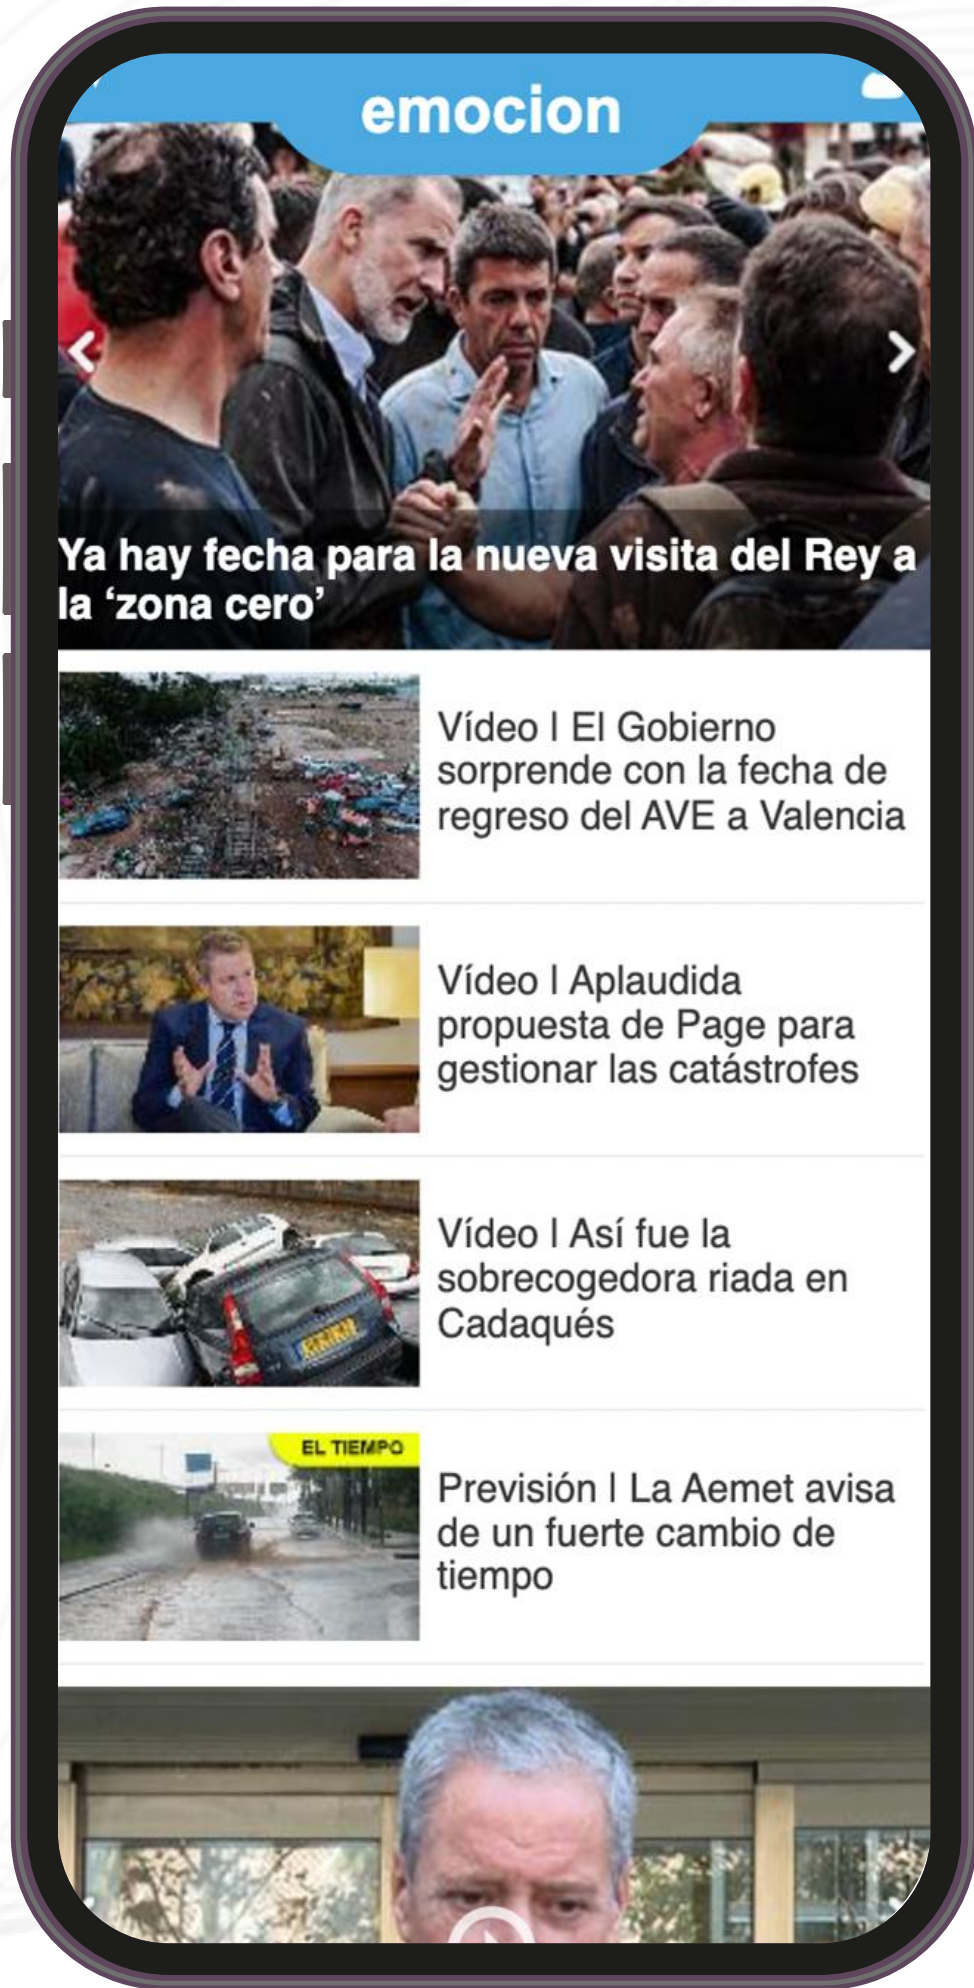 emocion
Ya hay fecha para la nueva visita del Rey a
la ‘zona cero’
Vídeo | El Gobierno
sorprende con la fecha de
regreso del AVE a Valencia
Vídeo | Aplaudida
propuesta de Page para
gestionar las catástrofes
Vídeo | Así fue la
sobrecogedora riada en
Cadaqués
EL TIEMPO
Previsión | La Aemet avisa
de un fuerte cambio de
tiempo